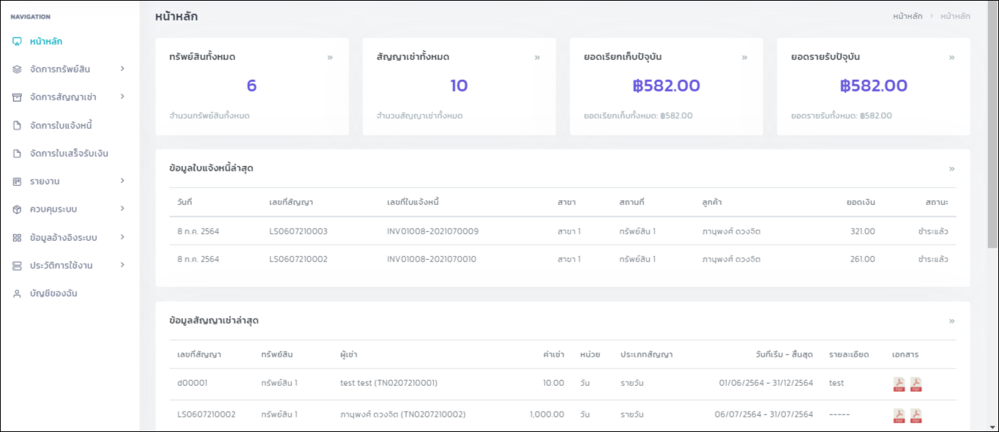 NAVIGATION
หน้าหลัก
จัดการทรัพย์สิน
จัดการสัญญาเช่า
จัดการใบแจ้งหนี้
จัดการใบเสร็จรับเงิน
รายงาน
ควบคุมระบบ
ข้อมูลอ้างอิงระบบ
ประวัติการใช้งาน
บัญชีของฉัน
หน้าหลัก
หน้าหลัก › หน้าหลัก
ทรัพย์สินทั้งหมด »
6
จำนวนทรัพย์สินทั้งหมด
สัญญาเช่าทั้งหมด »
10
จำนวนสัญญาเช่าทั้งหมด
ยอดเรียกเก็บปัจุบัน »
฿582.00
ยอดเรียกเก็บทั้งหมด: ฿582.00
ยอดรายรับปัจุบัน »
฿582.00
ยอดรายรับทั้งหมด: ฿582.00
ข้อมูลใบแจ้งหนี้ล่าสุด »
วันที่ เลขที่สัญญา เลขที่ใบแจ้งหนี้ สาขา สถานที่ ลูกค้า ยอดเงิน สถานะ
8 ก.ค. 2564 LS0607210003 INV01008-2021070009 สาขา 1 ทรัพย์สิน 1 ภานุพงศ์ ดวงจิต 321.00 ชำระแล้ว
8 ก.ค. 2564 LS0607210002 INV01008-2021070010 สาขา 1 ทรัพย์สิน 1 ภานุพงศ์ ดวงจิต 261.00 ชำระแล้ว
ข้อมูลสัญญาเช่าล่าสุด »
เลขที่สัญญา ทรัพย์สิน ผู้เช่า ค่าเช่า หน่วย ประเภทสัญญา วันที่เริ่ม - สิ้นสุด รายละเอียด เอกสาร
d00001 ทรัพย์สิน 1 test test (TN0207210001) 10.00 วัน รายวัน 01/06/2564 - 31/12/2564 test PDF PDF
LS0607210002 ทรัพย์สิน 1 ภานุพงศ์ ดวงจิต (TN0207210002) 1,000.00 วัน รายวัน 06/07/2564 - 31/07/2564 ----- PDF PDF